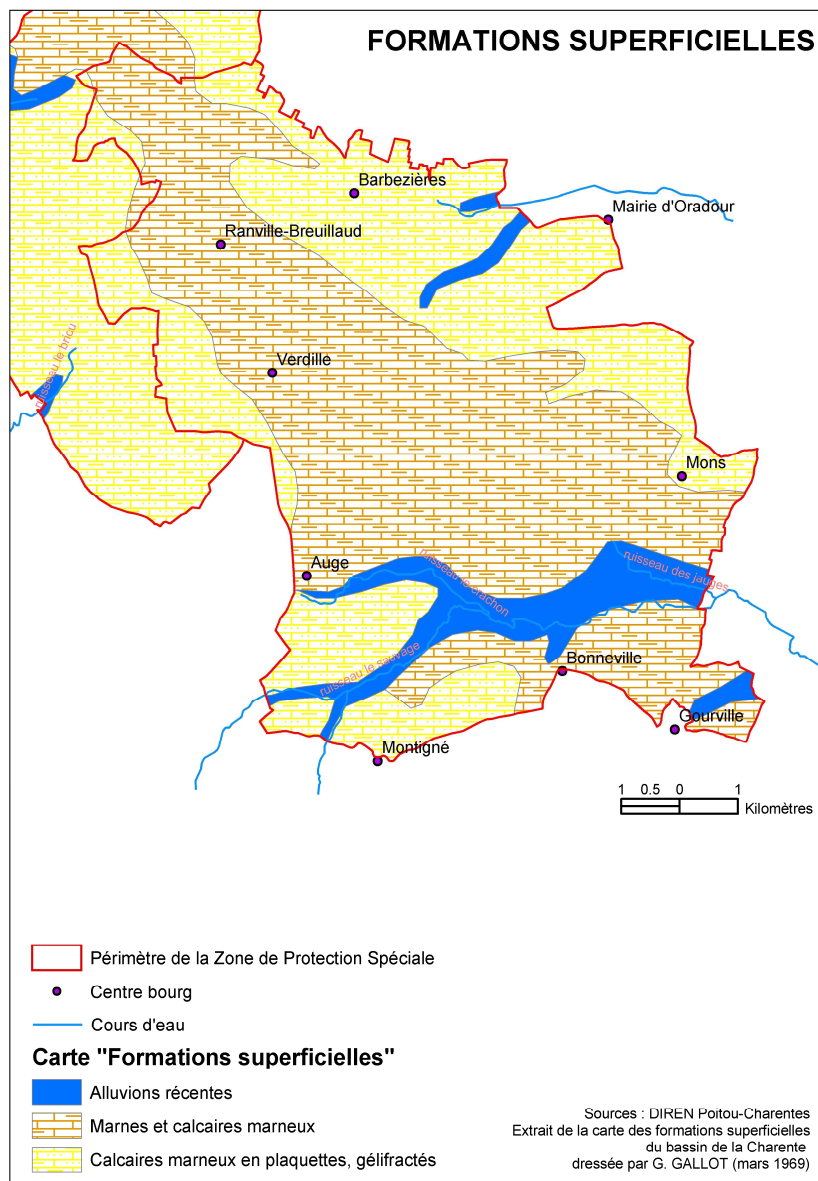 FORMATIONS SUPERFICIELLES
Barbezières
Mairie d'Oradour
Ranville-Breuillaud
ruisseau le briou
Verdille
Mons
Auge
ruisseau le crachon
ruisseau des jauges
ruisseau le sauvage
Bonneville
Gourville
Montigné
1 0.5 0 1
Kilomètres
Périmètre de la Zone de Protection Spéciale
Centre bourg
Cours d'eau
Carte "Formations superficielles"
Alluvions récentes
Marnes et calcaires marneux
Calcaires marneux en plaquettes, gélifractés
Sources : DIREN Poitou-Charentes
Extrait de la carte des formations superficielles
du bassin de la Charente
dressée par G. GALLOT (mars 1969)